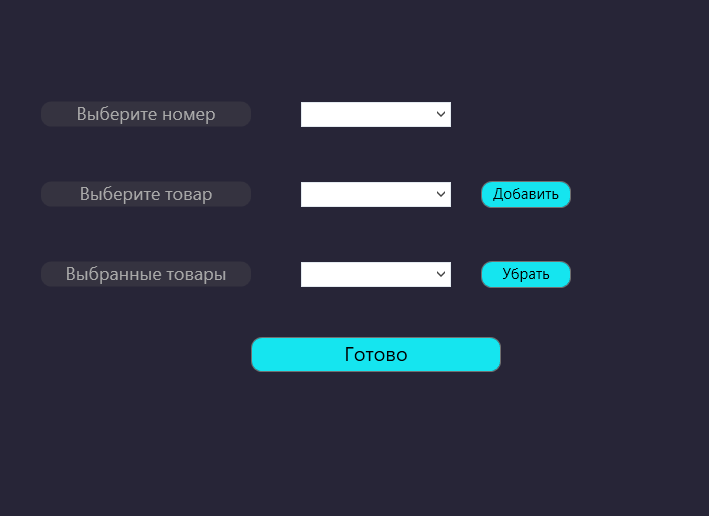 Выберите номер
Выберите товар
Добавить
Выбранные товары
Убрать
Готово